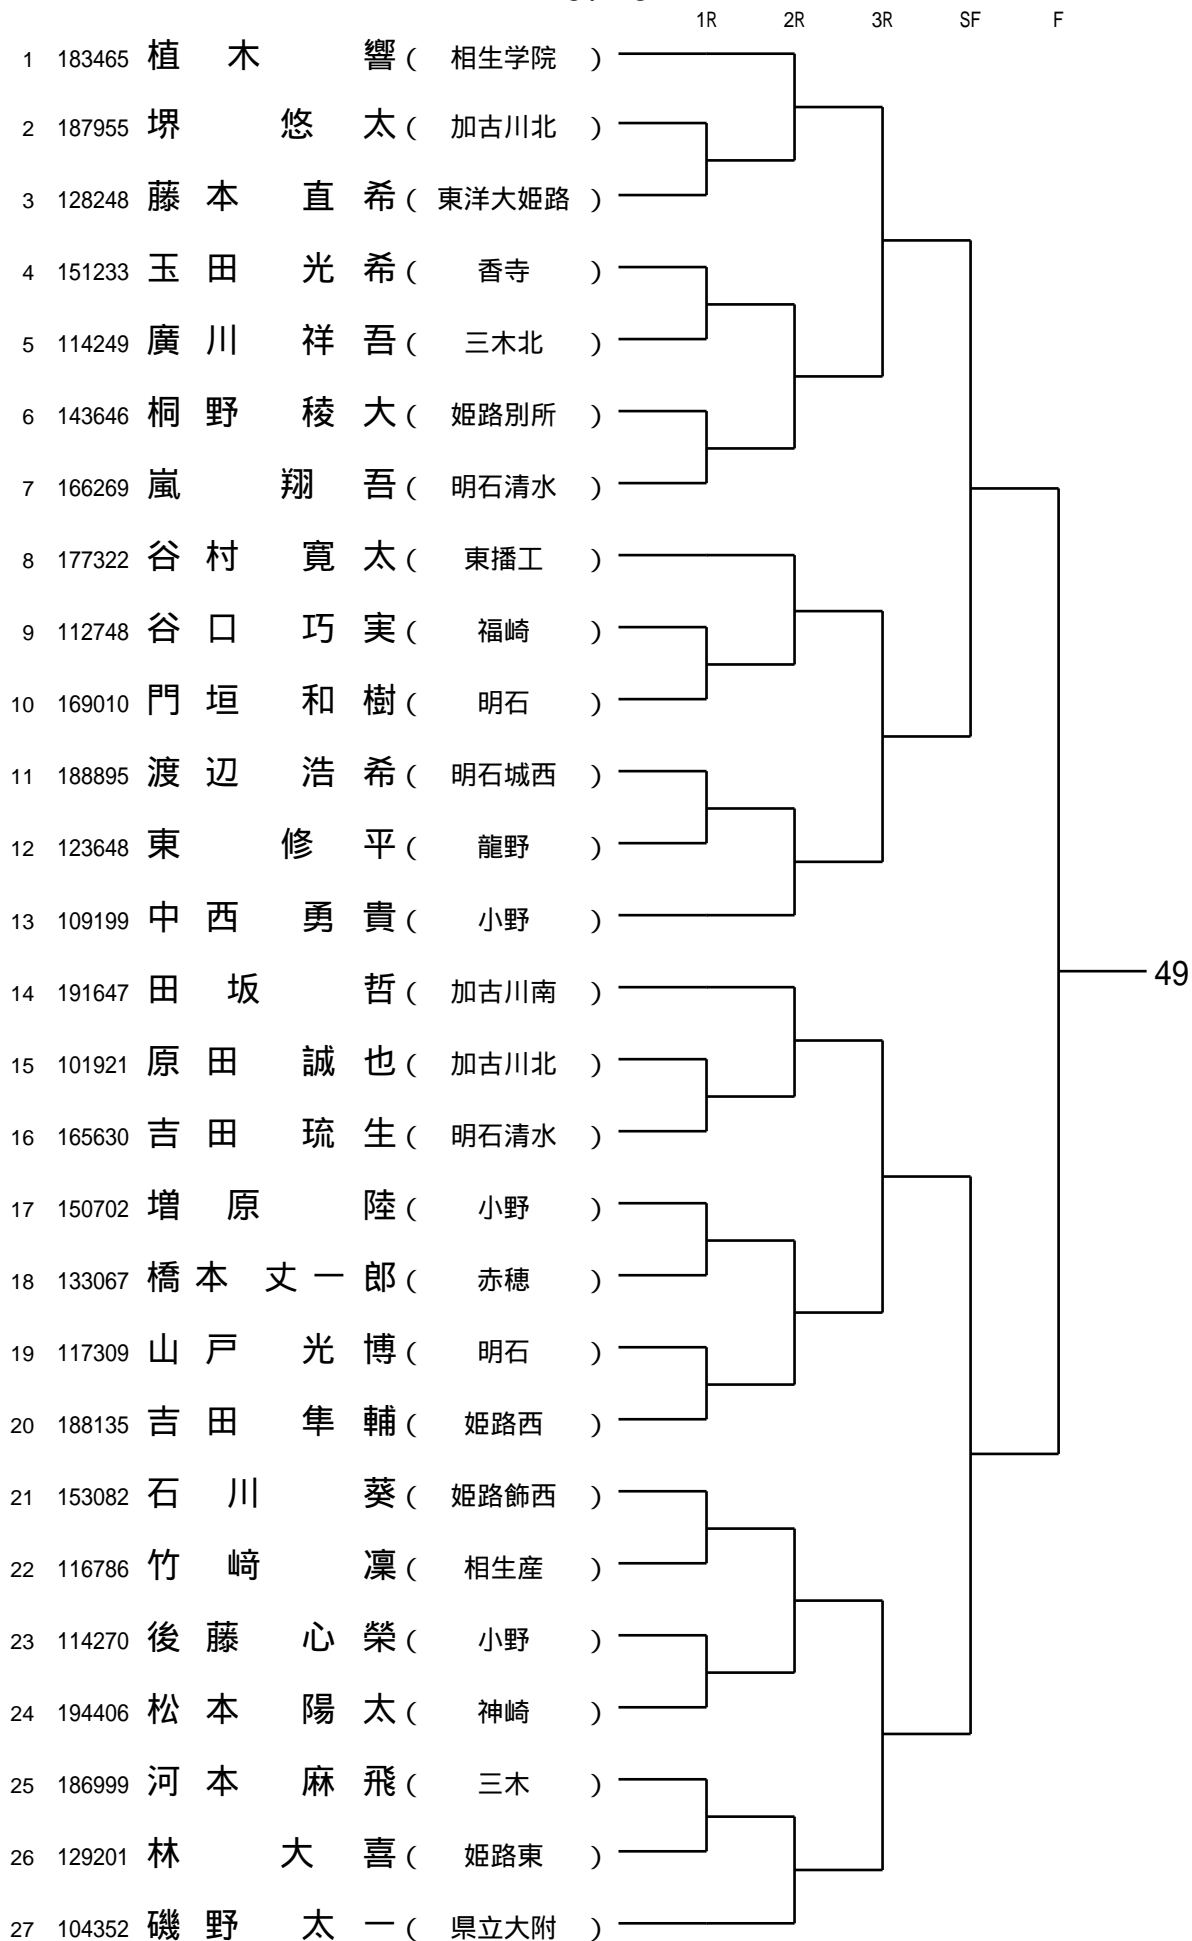 1R 2R 3R SF F
1 183465 植木 響 ( 相生学院 )
2 187955 堺 悠太 ( 加古川北 )
3 128248 藤本 直希 ( 東洋大姫路 )
4 151233 玉田 光希 ( 香寺 )
5 114249 廣川 祥吾 ( 三木北 )
6 143646 桐野 稜大 ( 姫路別所 )
7 166269 嵐 翔吾 ( 明石清水 )
8 177322 谷村 寛太 ( 東播工 )
9 112748 谷口 巧実 ( 福崎 )
10 169010 門垣 和樹 ( 明石 )
11 188895 渡辺 浩希 ( 明石城西 )
12 123648 東 修平 ( 龍野 )
13 109199 中西 勇貴 ( 小野 )
49
14 191647 田坂 哲 ( 加古川南 )
15 101921 原田 誠也 ( 加古川北 )
16 165630 吉田 琉生 ( 明石清水 )
17 150702 増原 陸 ( 小野 )
18 133067 橋本 丈一郎 ( 赤穂 )
19 117309 山戸 光博 ( 明石 )
20 188135 吉田 隼輔 ( 姫路西 )
21 153082 石川 葵 ( 姫路飾西 )
22 116786 竹﨑 凜 ( 相生産 )
23 114270 後藤 心榮 ( 小野 )
24 194406 松本 陽太 ( 神崎 )
25 186999 河本 麻飛 ( 三木 )
26 129201 林 大喜 ( 姫路東 )
27 104352 磯野 太一 ( 県立大附 )